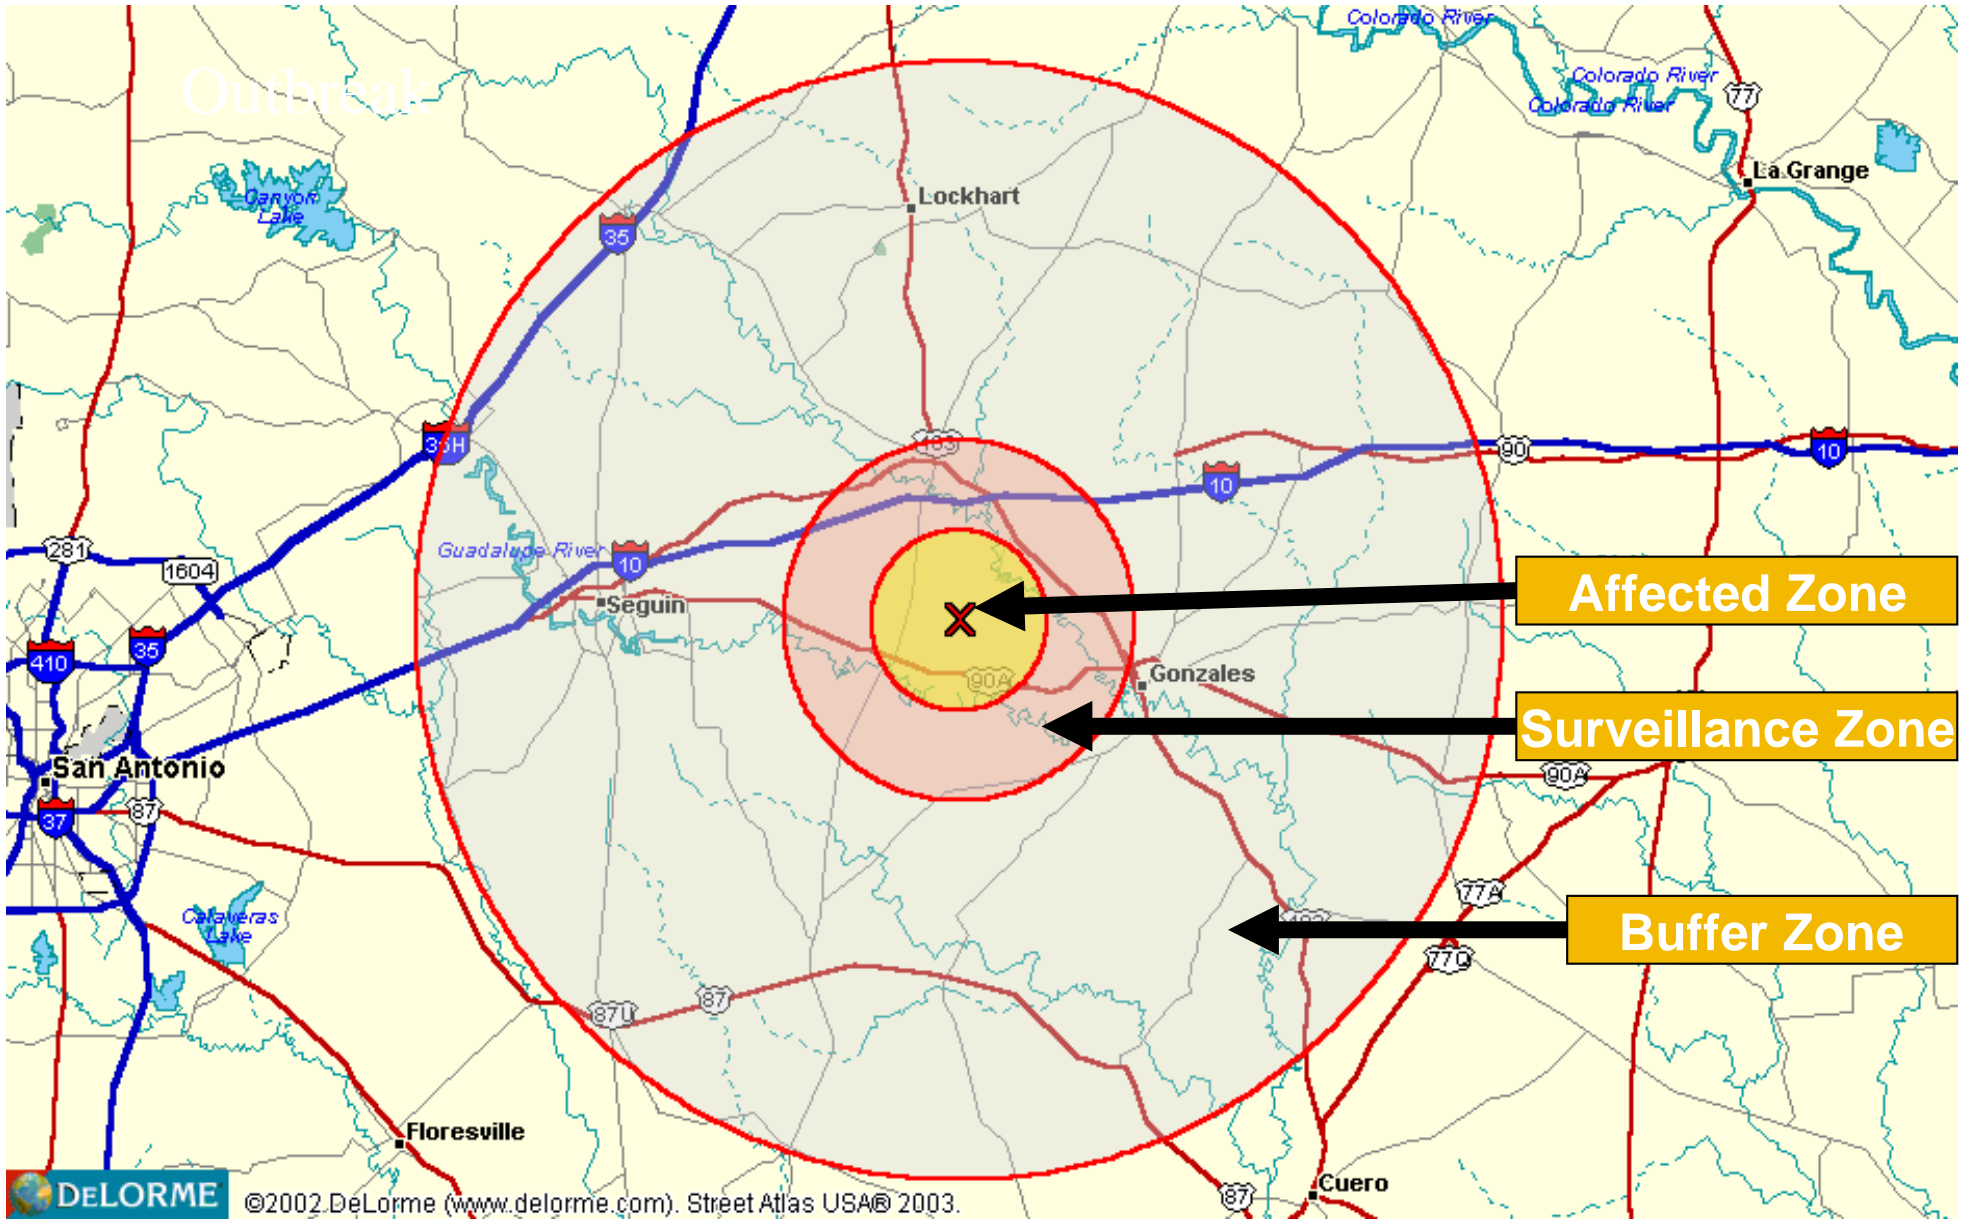 Outbreak
Colorado River
Colorado River
Colorado River
77
La Grange
Canyon
Lake
Lockhart
35
35H
183
90
10
10
281
1604
Guadalupe River
10
Seguin
Affected Zone
410
35
90A
Gonzales
Surveillance Zone
San Antonio
90A
37
87
77A
183
Calaveras
Lake
Buffer Zone
77Q
87
87U
Floresville
Cuero
87
DELORME
©2002 DeLorme (www.delorme.com). Street Atlas USA® 2003.